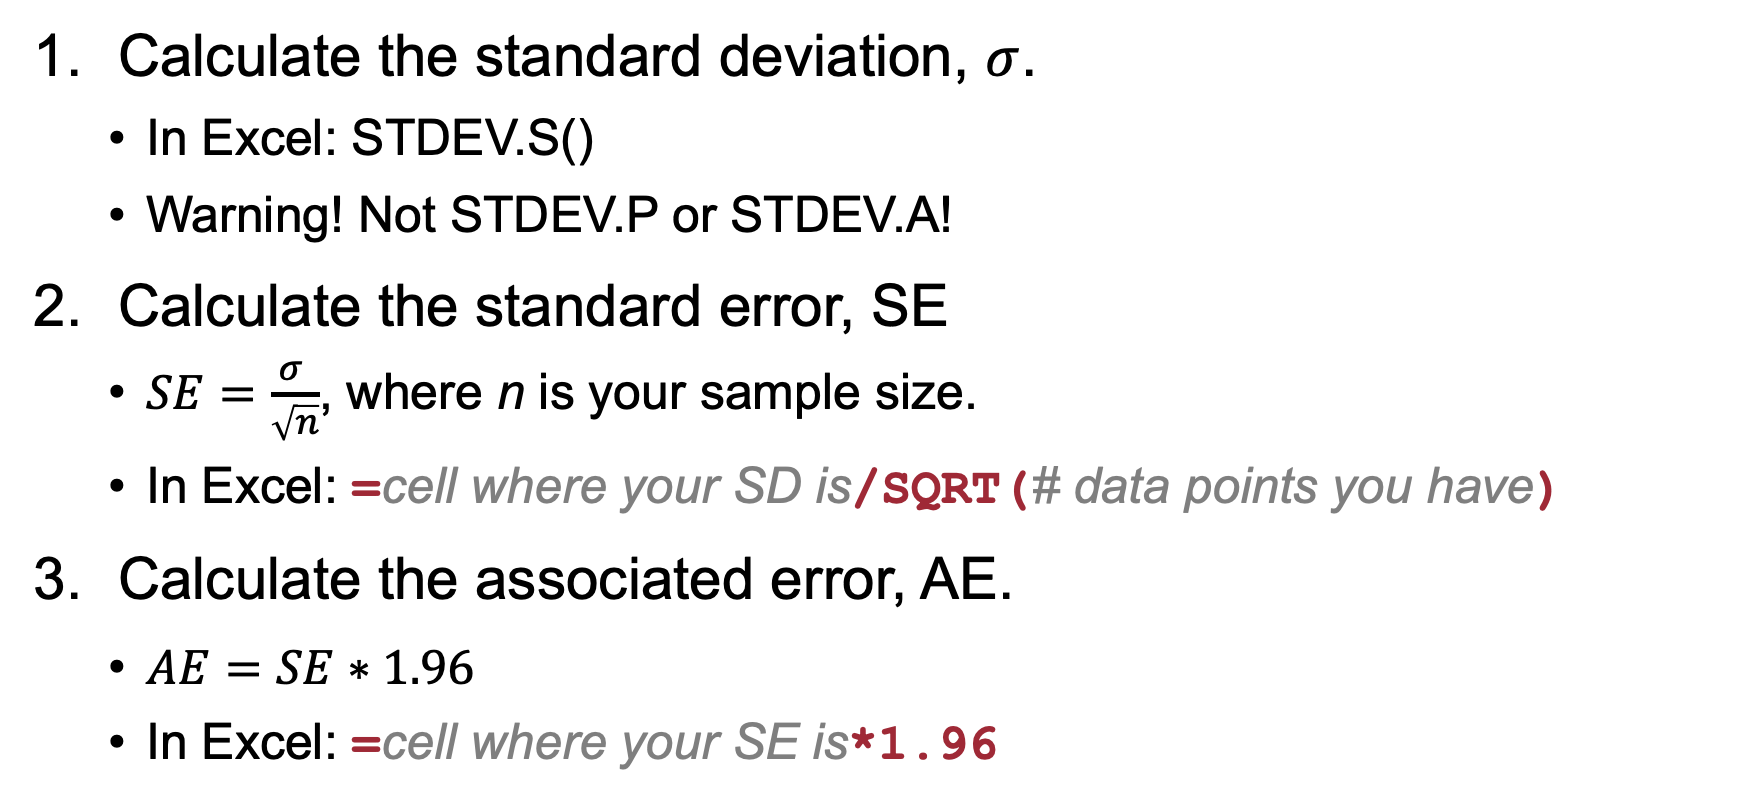 1. Calculate the standard deviation, σ.
• In Excel: STDEV.S()
• Warning! Not STDEV.P or STDEV.A!
2. Calculate the standard error, SE
• SE = σ/√n, where n is your sample size.
• In Excel: =cell where your SD is/SQRT(# data points you have)
3. Calculate the associated error, AE.
• AE = SE * 1.96
• In Excel: =cell where your SE is*1.96